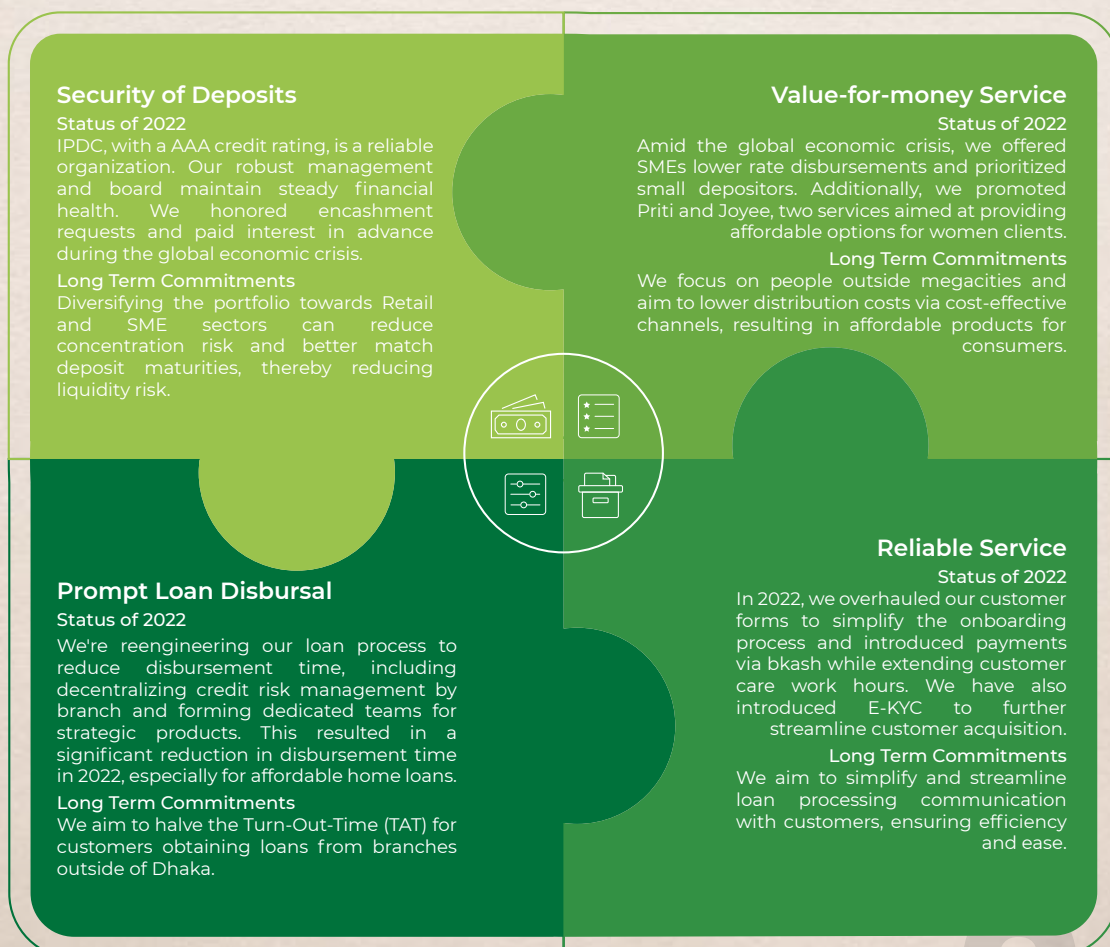 Security of Deposits
Status of 2022
IPDC, with a AAA credit rating, is a reliable
organization. Our robust management
and board maintain steady financial
health. We honored encashment
requests and paid interest in advance
during the global economic crisis.
Long Term Commitments
Diversifying the portfolio towards Retail
and SME sectors can reduce
concentration risk and better match
deposit maturities, thereby reducing
liquidity risk.
Value-for-money Service
Status of 2022
Amid the global economic crisis, we offered
SMEs lower rate disbursements and prioritized
small depositors. Additionally, we promoted
Priti and Joyee, two services aimed at providing
affordable options for women clients.
Long Term Commitments
We focus on people outside megacities and
aim to lower distribution costs via cost-effective
channels, resulting in affordable products for
consumers.
Prompt Loan Disbursal
Status of 2022
We're reengineering our loan process to
reduce disbursement time, including
decentralizing credit risk management by
branch and forming dedicated teams for
strategic products. This resulted in a
significant reduction in disbursement time
in 2022, especially for affordable home loans.
Long Term Commitments
We aim to halve the Turn-Out-Time (TAT) for
customers obtaining loans from branches
outside of Dhaka.
Reliable Service
Status of 2022
In 2022, we overhauled our customer
forms to simplify the onboarding
process and introduced payments
via bkash while extending customer
care work hours. We have also
introduced E-KYC to further
streamline customer acquisition.
Long Term Commitments
We aim to simplify and streamline
loan processing communication
with customers, ensuring efficiency
and ease.